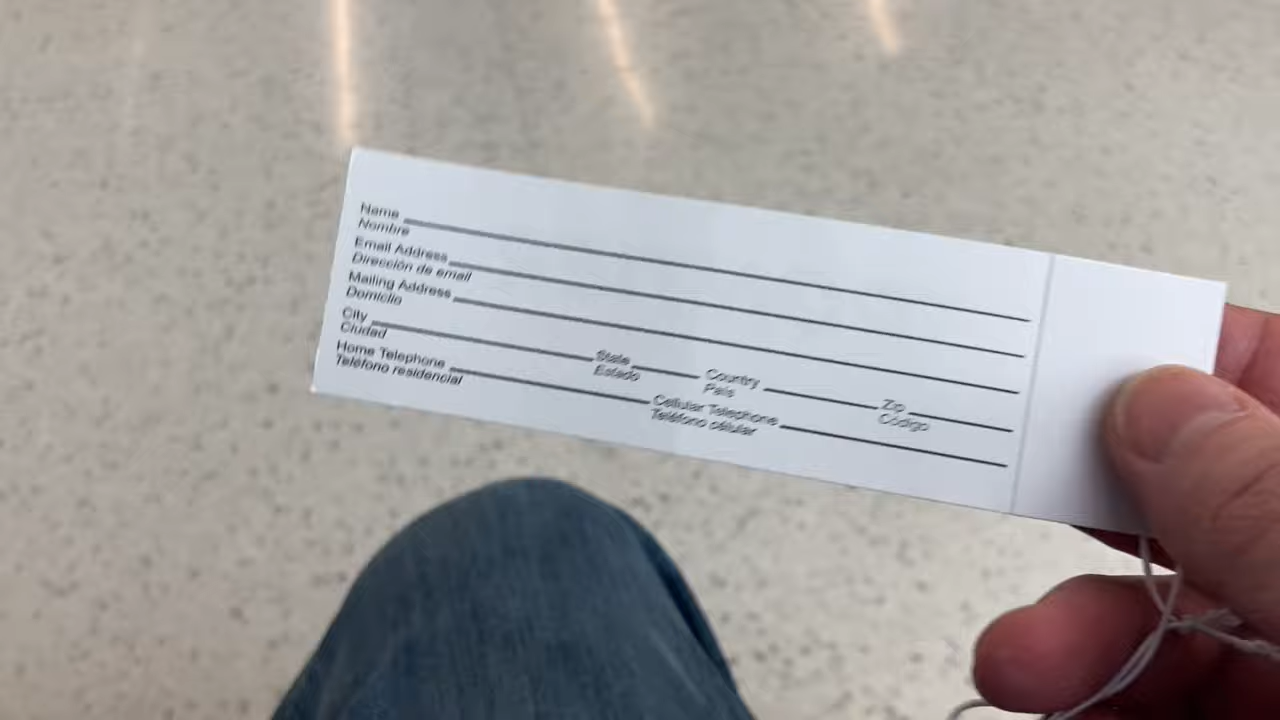 Name
Nombre
Email Address
Dirección de email
Mailing Address
Domicilio
City State Country Zip
Ciudad Estado País Código
Home Telephone Cellular Telephone
Teléfono residencial Teléfono célular